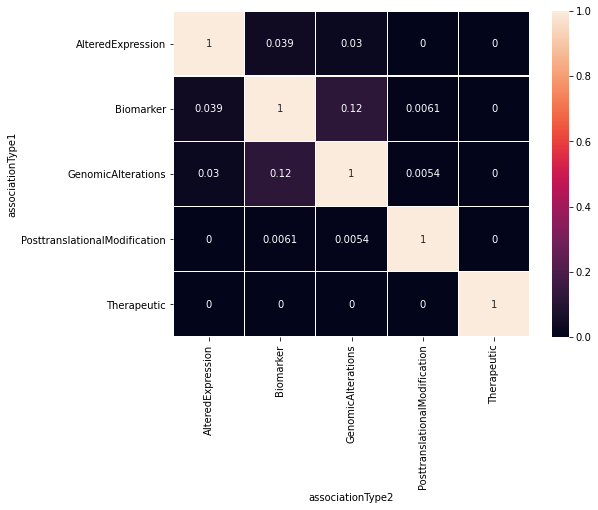 associationType1
AlteredExpression 1 0.039 0.03 0 0
Biomarker 0.039 1 0.12 0.0061 0
GenomicAlterations 0.03 0.12 1 0.0054 0
PosttranslationalModification 0 0.0061 0.0054 1 0
Therapeutic 0 0 0 0 1
AlteredExpression
Biomarker
GenomicAlterations
PosttranslationalModification
Therapeutic
associationType2
1.0
0.8
0.6
0.4
0.2
0.0